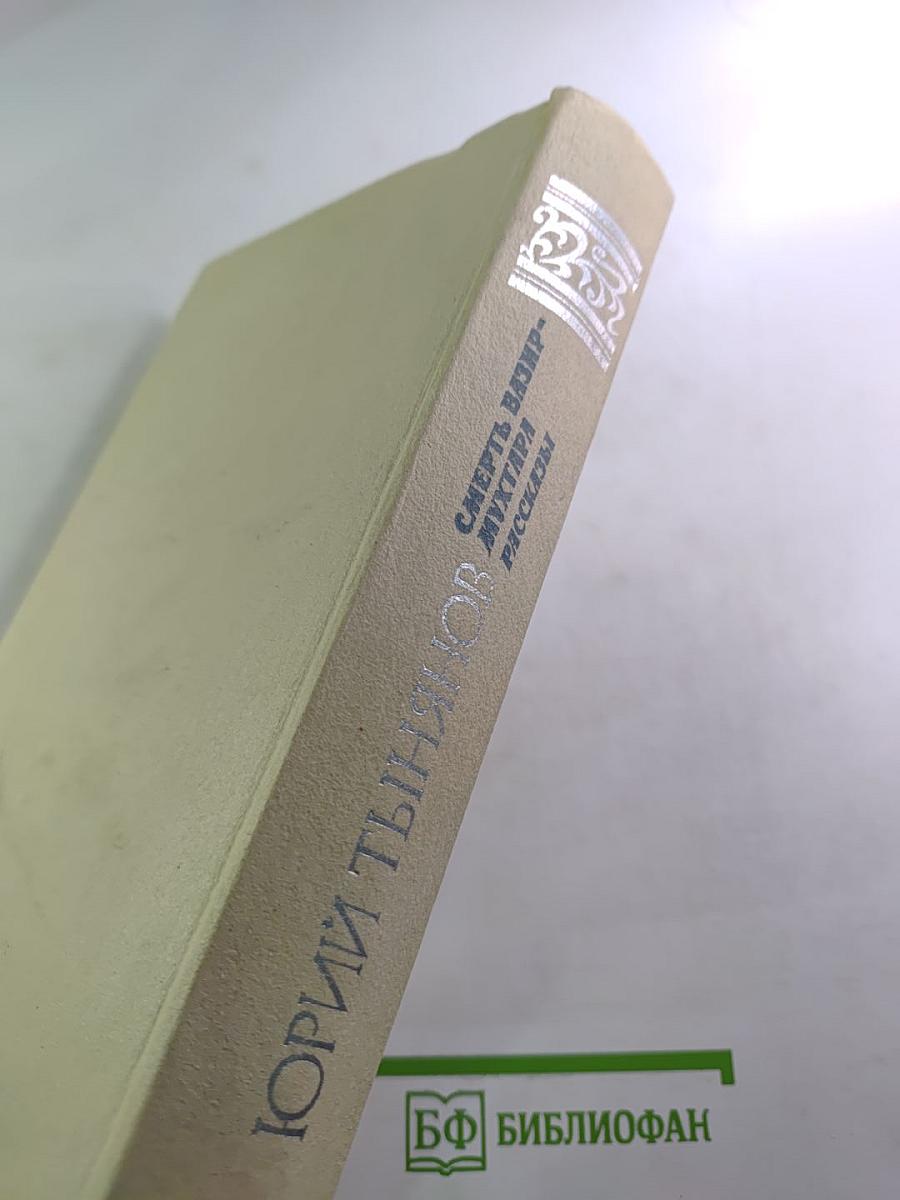 ЮРИЙ ТЫНЯНОВ
СМЕРТЬ ВАЗИР-
МУХТАРА
РАССКАЗЫ
БФ БИБЛИОФАН